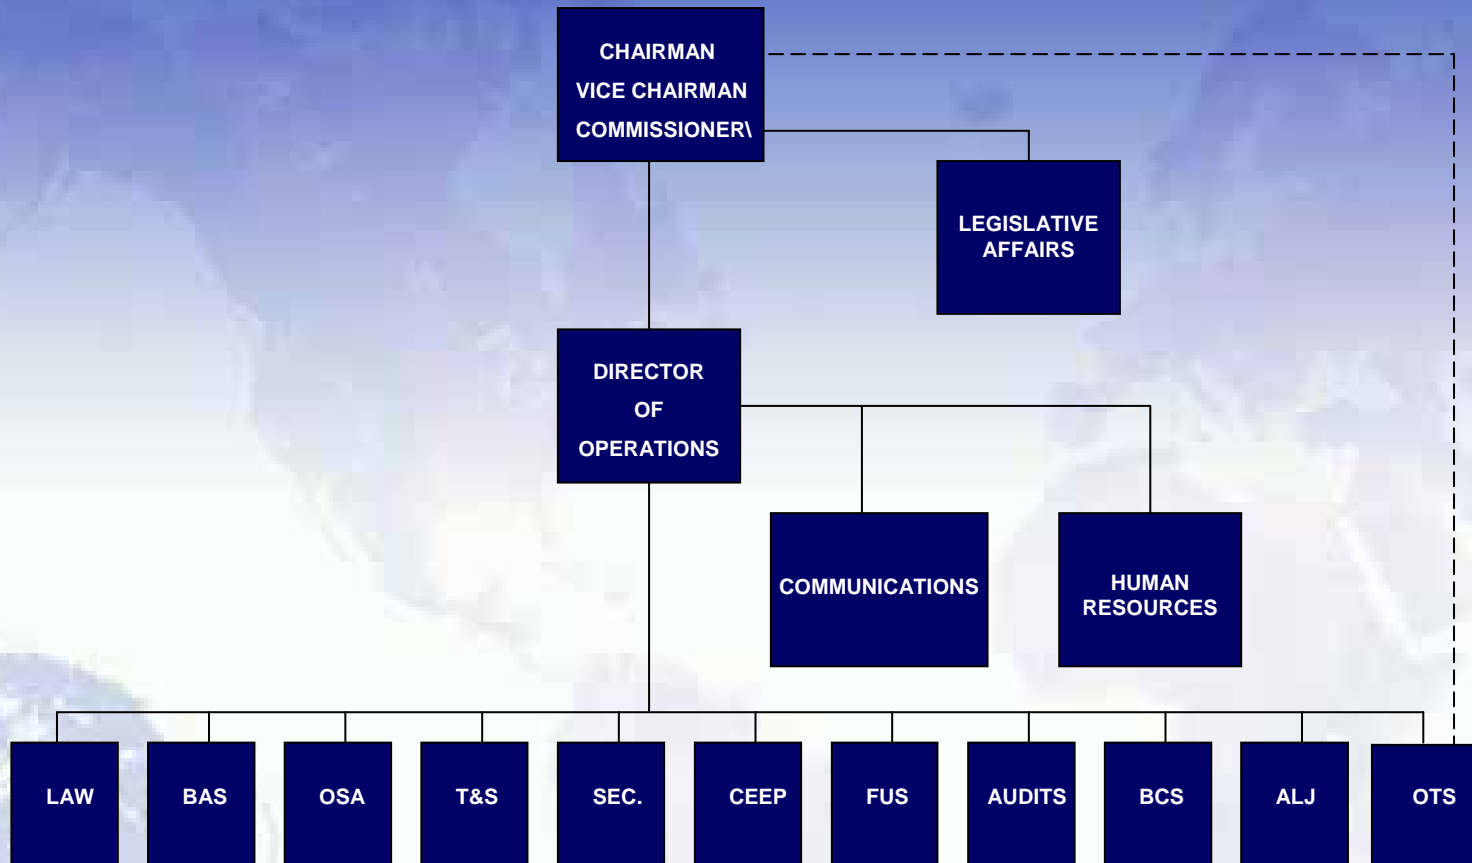 CHAIRMAN
VICE CHAIRMAN
COMMISSIONER\
LEGISLATIVE
AFFAIRS
DIRECTOR
OF
OPERATIONS
COMMUNICATIONS
HUMAN
RESOURCES
LAW
BAS
OSA
T&S
SEC.
CEEP
FUS
AUDITS
BCS
ALJ
OTS